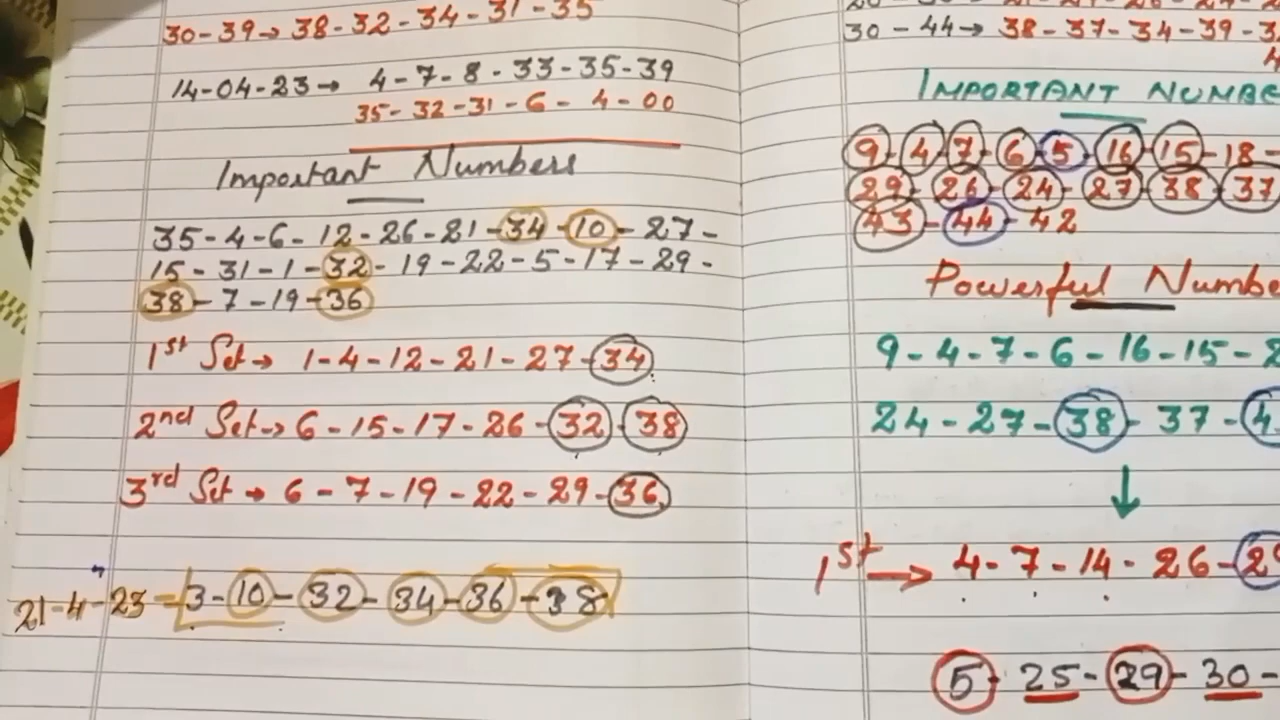 30-39→ 38-32-34-31-35
14-04-23→ 4-7-8-33-35-39
35-32-31-6-4-00
Important Numbers
35-4-6-12-26-21-34-10-27-
15-31-1-32-19-22-5-17-29-
38-7-19-36
1st Set→ 1-4-12-21-27-34
2nd Set→ 6-15-17-26-32-38
3rd Set→ 6-7-19-22-29-36
21-4-23= 3-10-32-34-36-38
30-44→ 38-37-34-39-
IMPORTANT
9-4-7-6-5-16-15-18-
29-26-24-27-38-37
43-44-42
Powerful
9-4-7-6-16-15-
24-27-38-37-
↓
1st→ 4-7-14-26-
5-25-29-30-